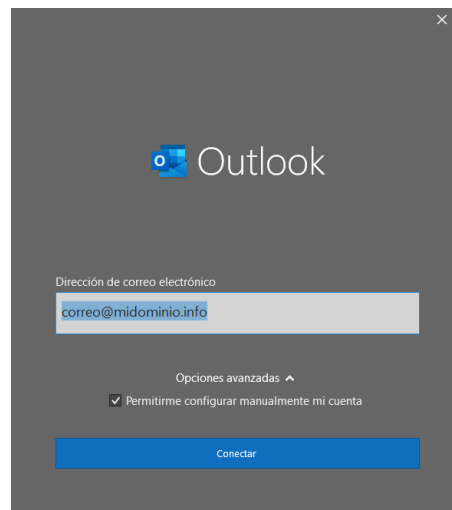 Outlook
Dirección de correo electrónico
correo@midominio.info
Opciones avanzadas
Permitirme configurar manualmente mi cuenta
Conectar